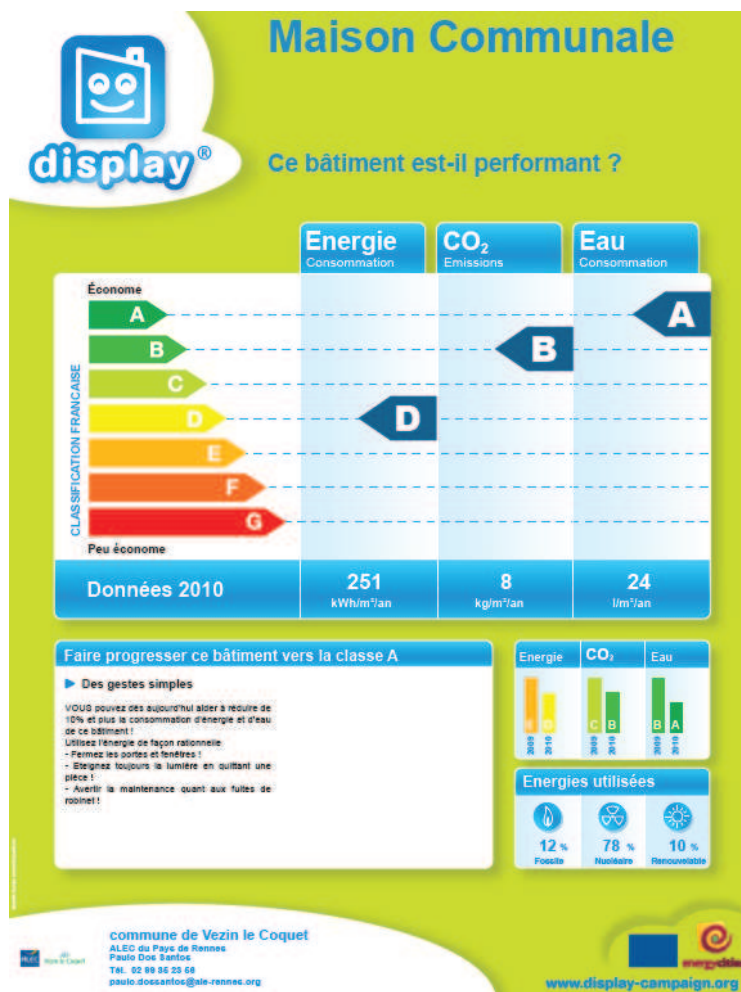 Maison Communale
display®
Ce bâtiment est-il performant ?
Energie
Consommation
CO₂
Emissions
Eau
Consommation
CLASSIFICATION FRANCAISE
Économe
A
B
C
D
E
F
G
A
B
D
Peu économe
Données 2010
251
kWh/m²/an
8
kg/m²/an
24
l/m²/an
Faire progresser ce bâtiment vers la classe A
Des gestes simples
VOUS pouvez dès aujourd'hui aider à réduire de
10% et plus la consommation d'énergie et d'eau
de ce bâtiment !
Utilisez l'énergie de façon rationnelle
- Fermez les portes et fenêtres !
- Eteignez toujours la lumière en quittant une
pièce !
- Avertir la maintenance quant aux fuites de
robinet !
Energie
CO₂
Eau
E D
C B
B A
2009 2010
2009 2010
2009 2010
Energies utilisées
12 %
Fossile
78 %
Nucléaire
10 %
Renouvelable
commune de Vezin le Coquet
ALEC du Pays de Rennes
Paulo Dos Santos
Tél. 02 99 35 23 50
paulo.dossantos@ale-rennes.org
ALEC
Vezin le Coquet
energycities
www.display-campaign.org